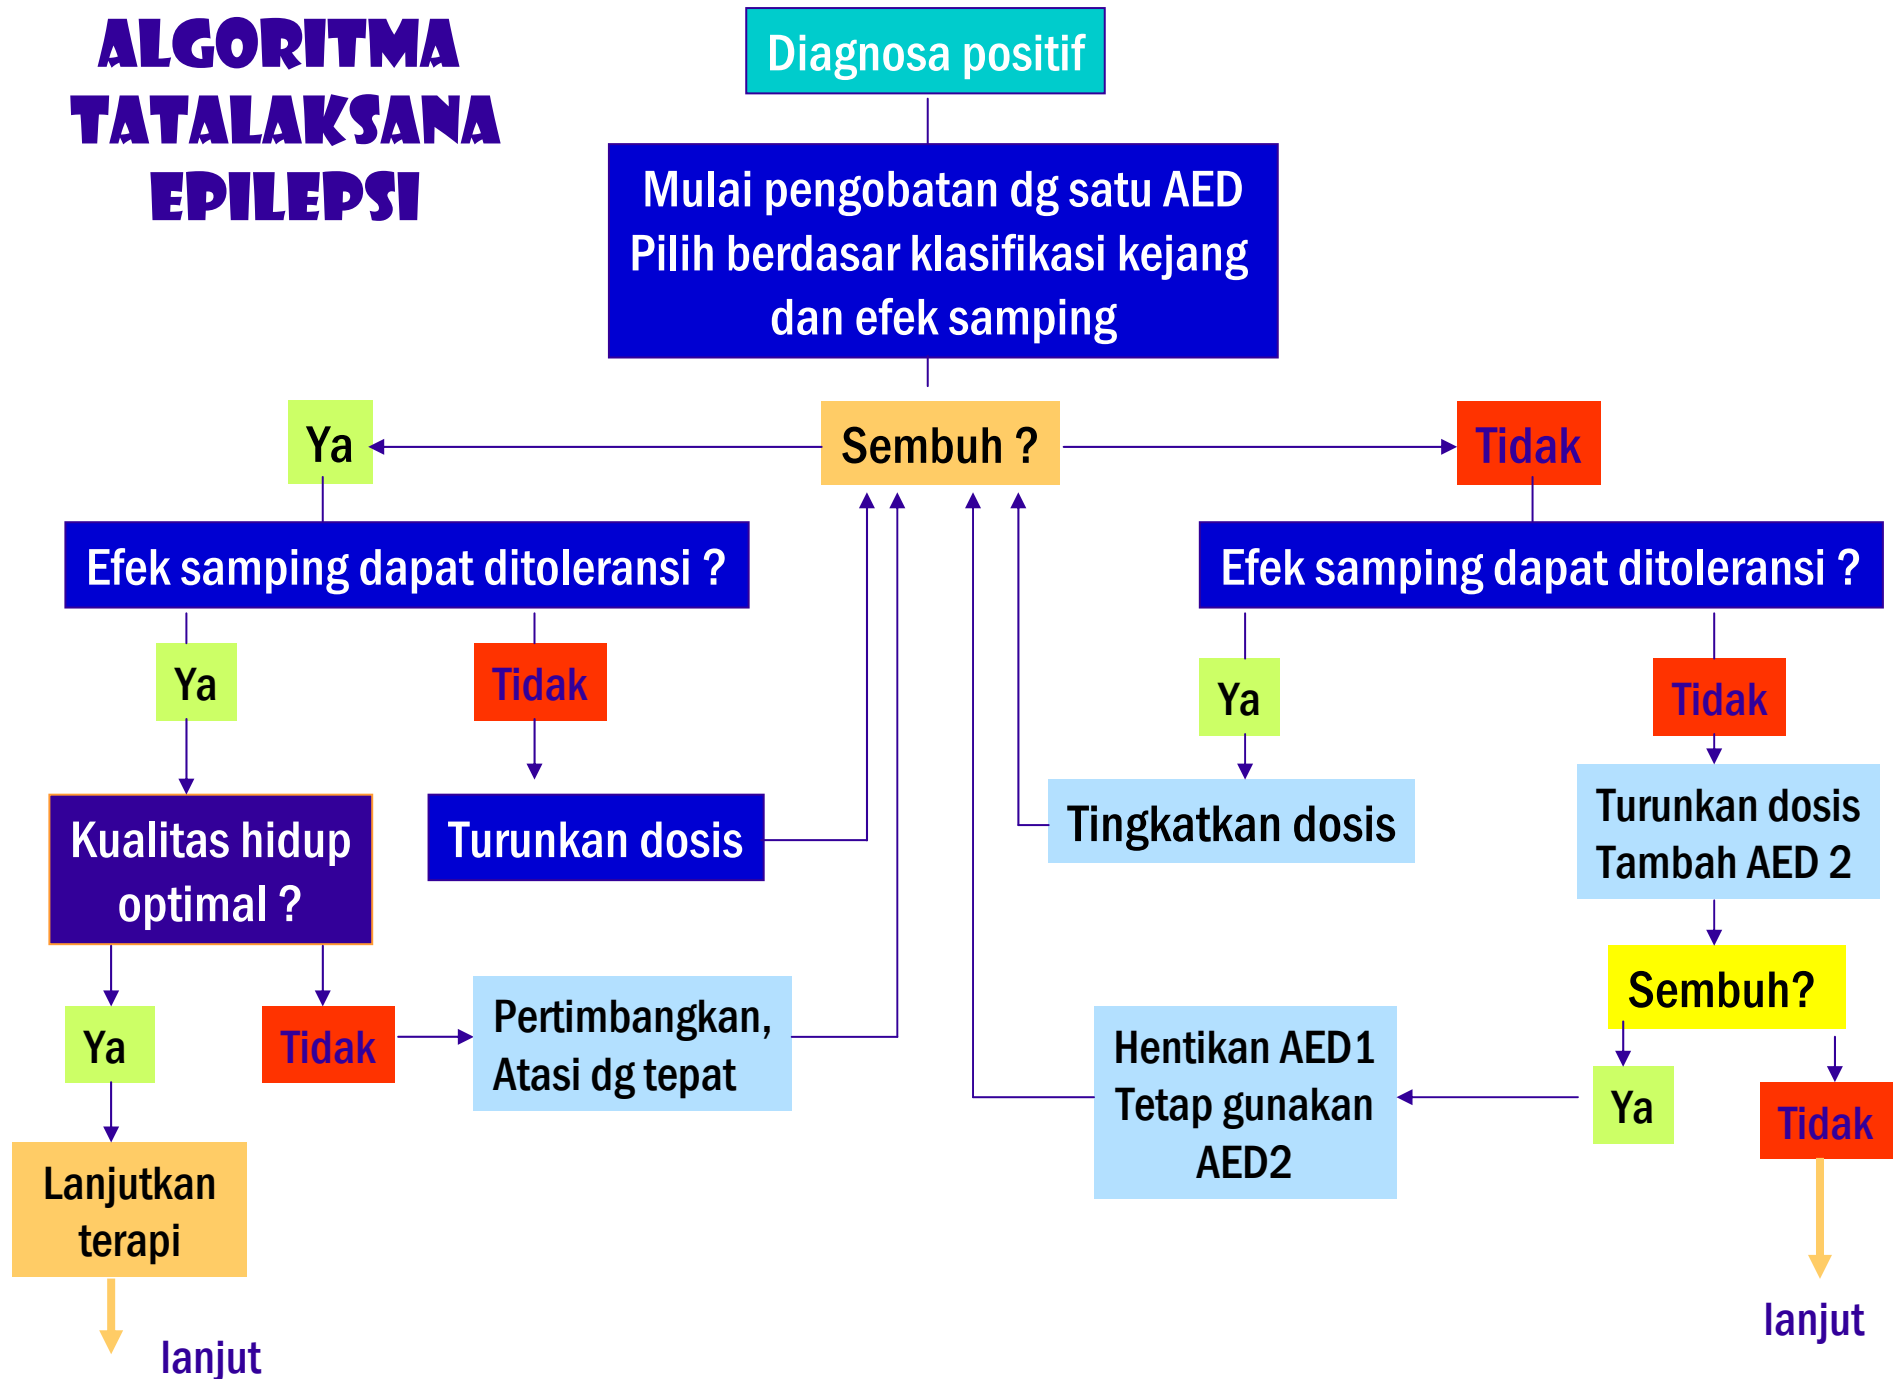 ALGORITMA
TATALAKSANA
EPILEPSI
Diagnosa positif
Mulai pengobatan dg satu AED
Pilih berdasar klasifikasi kejang
dan efek samping
Ya
Sembuh ?
Tidak
Efek samping dapat ditoleransi ?
Efek samping dapat ditoleransi ?
Ya
Tidak
Ya
Tidak
Kualitas hidup
optimal ?
Turunkan dosis
Tingkatkan dosis
Turunkan dosis
Tambah AED 2
Sembuh?
Ya
Tidak
Pertimbangkan,
Atasi dg tepat
Hentikan AED1
Tetap gunakan
AED2
Ya
Tidak
Lanjutkan
terapi
lanjut
lanjut